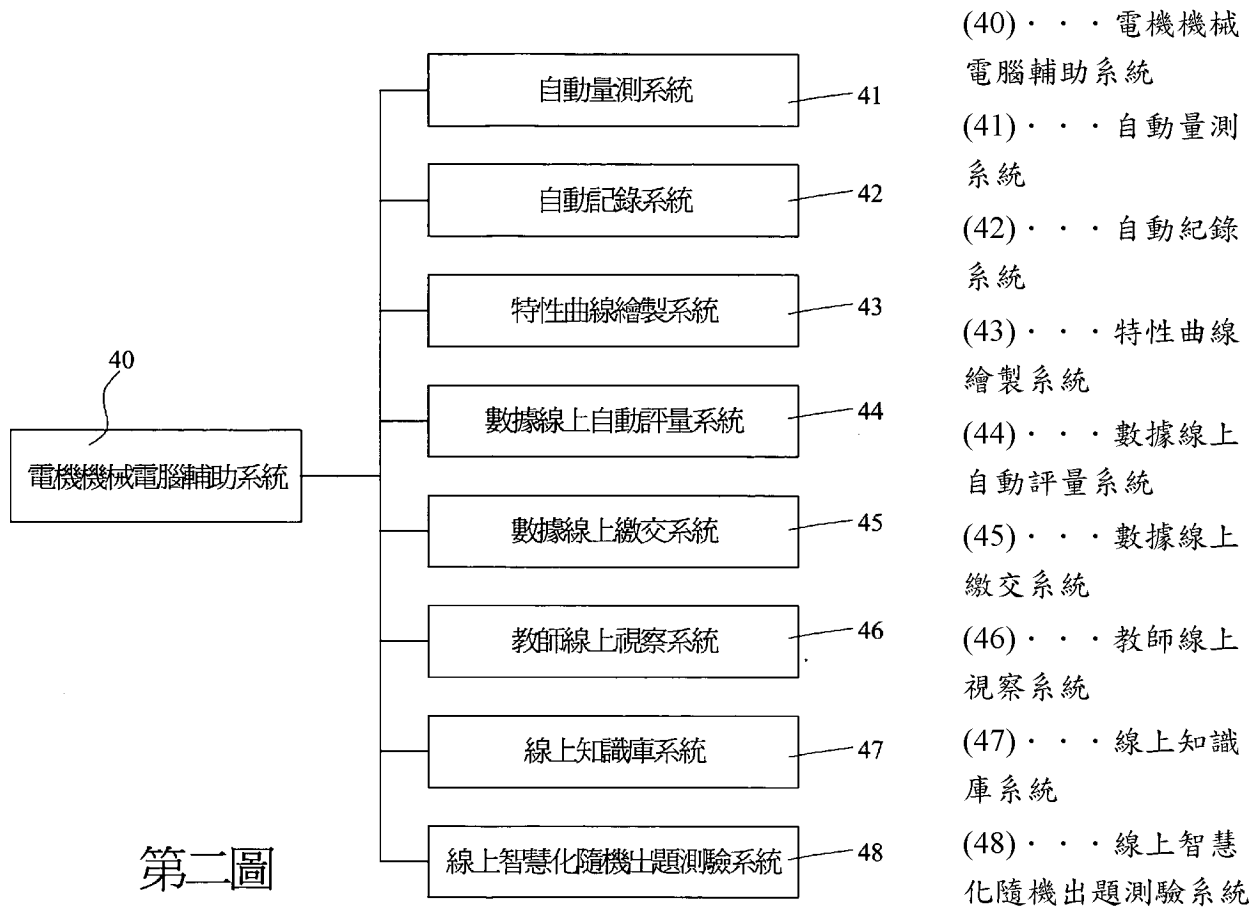 自動量測系統
41
自動記錄系統
42
特性曲線繪製系統
43
40
數據線上自動評量系統
44
電機機械電腦輔助系統
數據線上繳交系統
45
教師線上視察系統
46
線上知識庫系統
47
線上智慧化隨機出題測驗系統
48
第二圖
(40)···電機機械
電腦輔助系統
(41)···自動量測
系統
(42)···自動紀錄
系統
(43)···特性曲線
繪製系統
(44)···數據線上
自動評量系統
(45)···數據線上
繳交系統
(46)···教師線上
視察系統
(47)···線上知識
庫系統
(48)···線上智慧
化隨機出題測驗系統